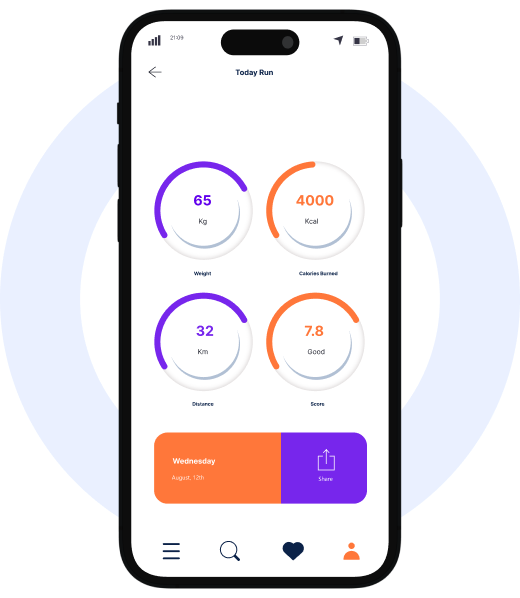 21:09
Today Run
65
Kg
Weight
4000
Kcal
Calories Burned
32
Km
Distance
7.8
Good
Score
Wednesday
August, 12th
Share